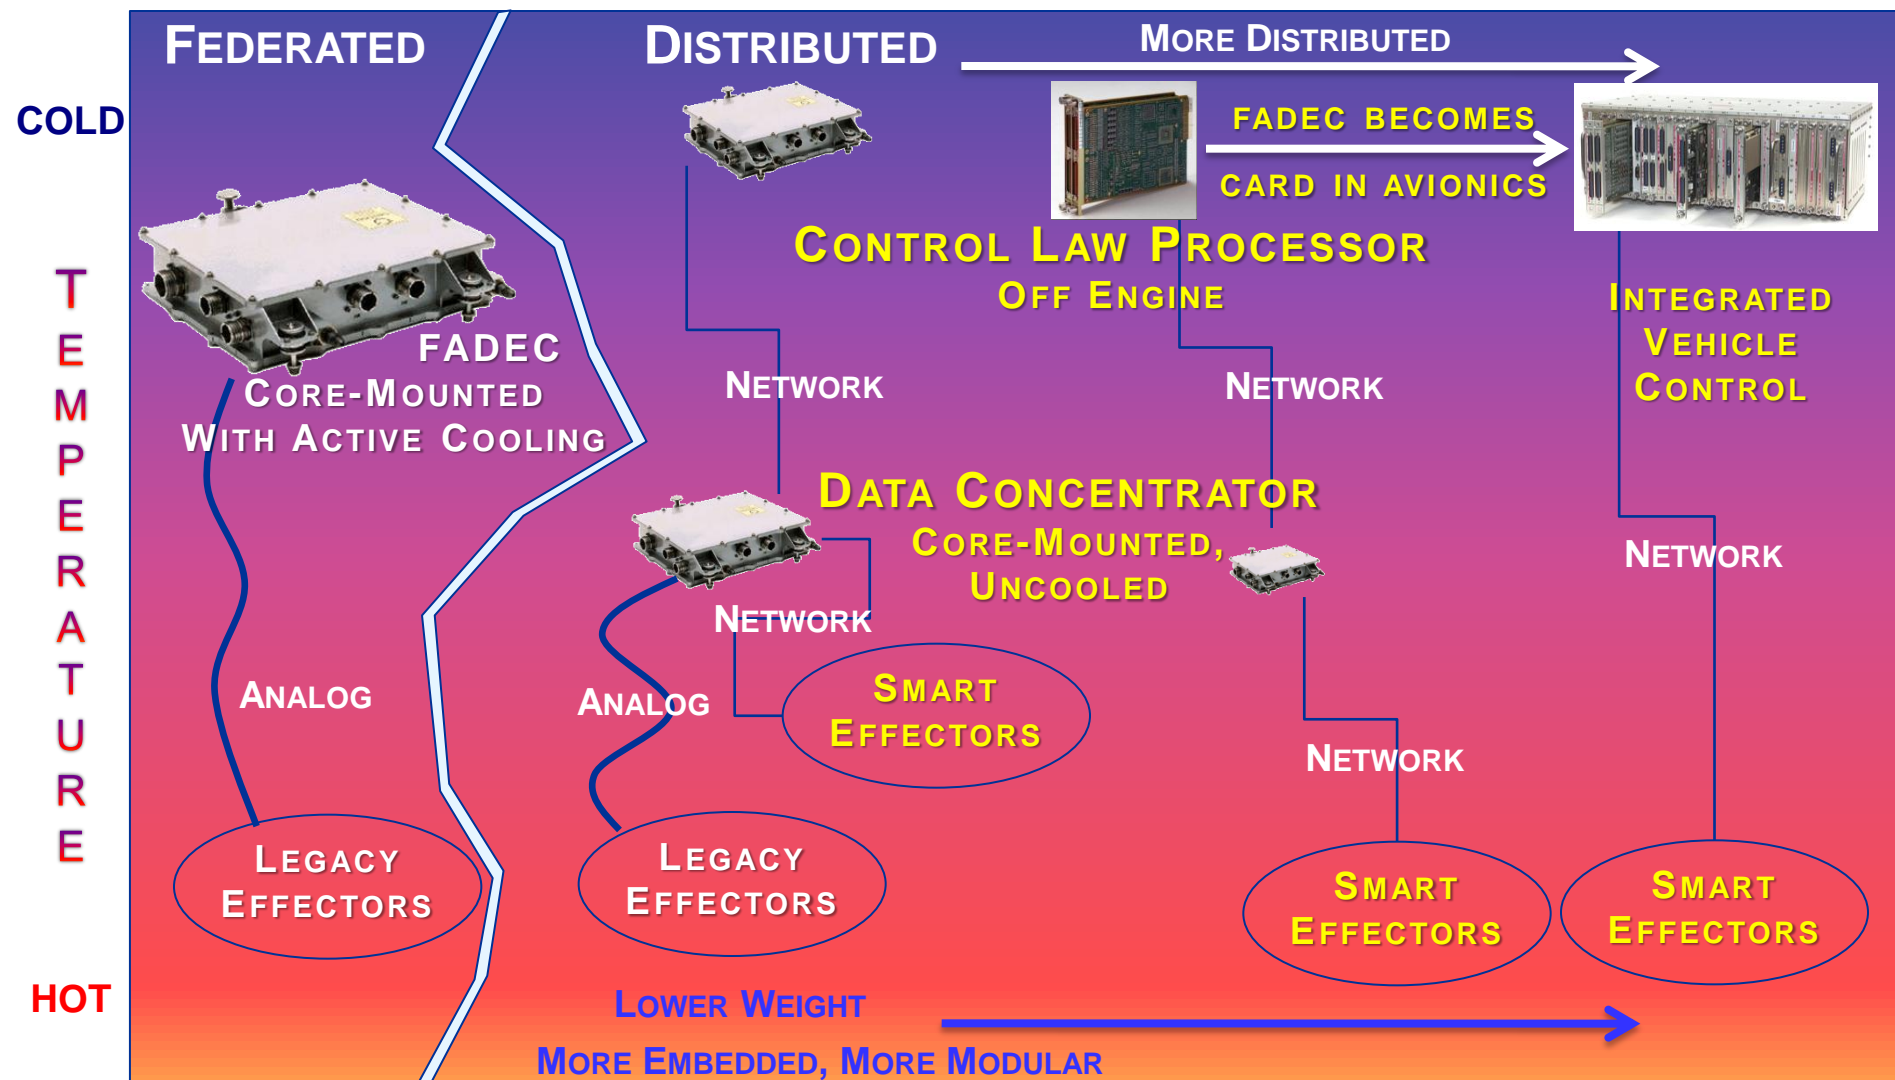 FEDERATED
DISTRIBUTED
MORE DISTRIBUTED
COLD
FADEC BECOMES
CARD IN AVIONICS
CONTROL LAW PROCESSOR
OFF ENGINE
INTEGRATED
VEHICLE
CONTROL
TEMPERATURE
FADEC
CORE-MOUNTED
WITH ACTIVE COOLING
NETWORK
NETWORK
DATA CONCENTRATOR
CORE-MOUNTED,
UNCOOLED
NETWORK
NETWORK
ANALOG
ANALOG
SMART
EFFECTORS
NETWORK
LEGACY
EFFECTORS
LEGACY
EFFECTORS
SMART
EFFECTORS
SMART
EFFECTORS
HOT
LOWER WEIGHT
MORE EMBEDDED, MORE MODULAR